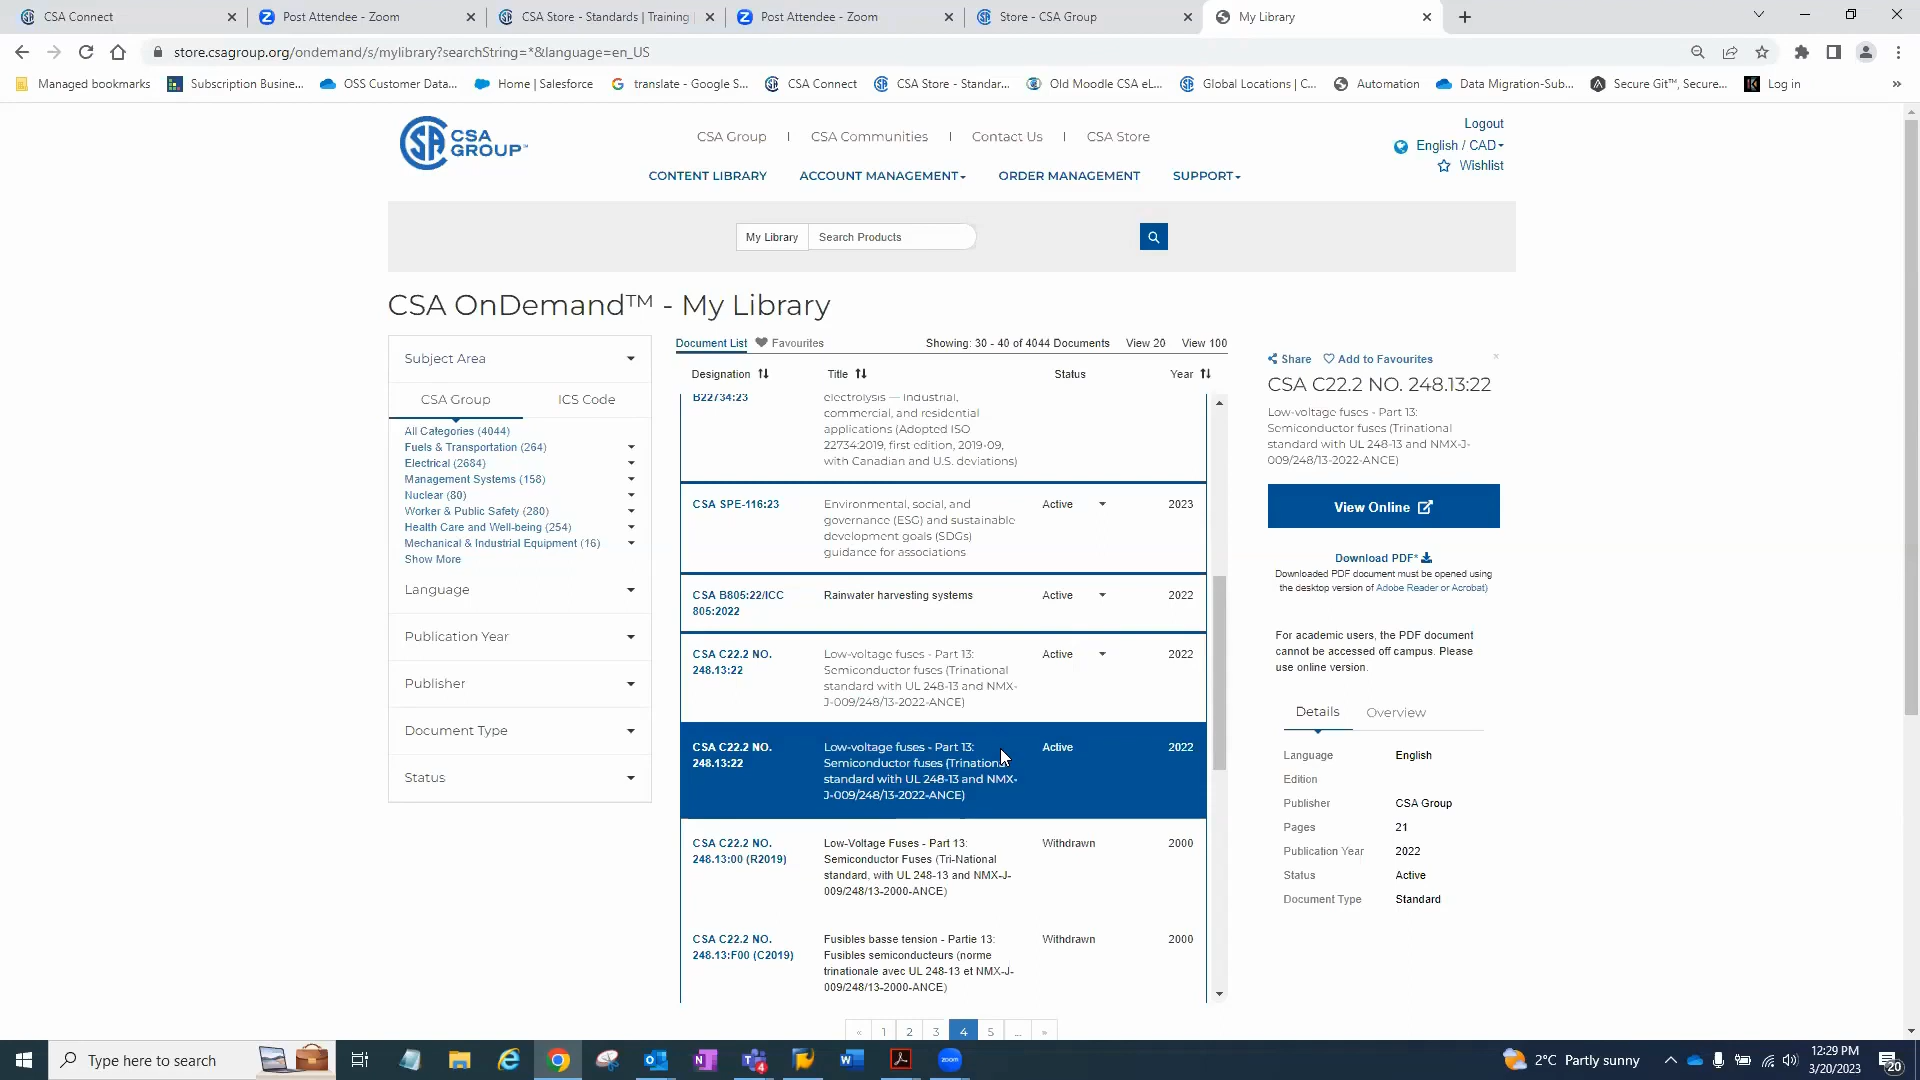 CSA Connect
Post Attendee - Zoom
CSA Store - Standards | Training
Post Attendee - Zoom
Store - CSA Group
My Library
store.csagroup.org/ondemand/s/mylibrary?searchString=*&language=en_US
Managed bookmarks
Subscription Busine...
OSS Customer Data...
Home | Salesforce
translate - Google S...
CSA Connect
CSA Store - Standar...
Old Moodle CSA eL...
Global Locations | C...
Automation
Data Migration-Sub...
Secure Git™, Secure...
Log in
CSA GROUP™
CSA Group | CSA Communities | Contact Us | CSA Store
Logout
English / CAD
Wishlist
CONTENT LIBRARY ACCOUNT MANAGEMENT ORDER MANAGEMENT SUPPORT
My Library Search Products
CSA OnDemand™ - My Library
Subject Area
CSA Group ICS Code
All Categories (4044)
Fuels & Transportation (264)
Electrical (2684)
Management Systems (158)
Nuclear (80)
Worker & Public Safety (280)
Health Care and Well-being (254)
Mechanical & Industrial Equipment (16)
Show More
Language
Publication Year
Publisher
Document Type
Status
Document List Favourites Showing: 30 - 40 of 4044 Documents View 20 View 100
Designation Title Status Year
B22734:23
electrolysis — Industrial,
commercial, and residential
applications (Adopted ISO
22734:2019, first edition, 2019-09,
with Canadian and U.S. deviations)
CSA SPE-116:23
Environmental, social, and
governance (ESG) and sustainable
development goals (SDGs)
guidance for associations
Active
2023
CSA B805:22/ICC
805:2022
Rainwater harvesting systems
Active
2022
CSA C22.2 NO.
248.13:22
Low-voltage fuses - Part 13:
Semiconductor fuses (Trinational
standard with UL 248-13 and NMX-
J-009/248/13-2022-ANCE)
Active
2022
CSA C22.2 NO.
248.13:22
Low-voltage fuses - Part 13:
Semiconductor fuses (Trinational
standard with UL 248-13 and NMX-
J-009/248/13-2022-ANCE)
Active
2022
CSA C22.2 NO.
248.13:00 (R2019)
Low-Voltage Fuses - Part 13:
Semiconductor Fuses (Tri-National
standard, with UL 248-13 and NMX-J-
009/248/13-2000-ANCE)
Withdrawn
2000
CSA C22.2 NO.
248.13:F00 (C2019)
Fusibles basse tension - Partie 13:
Fusibles semiconducteurs (norme
trinationale avec UL 248-13 et NMX-J-
009/248/13-2000-ANCE)
Withdrawn
2000
« 1 2 3 4 5 ... »
Share Add to Favourites ×
CSA C22.2 NO. 248.13:22
Low-voltage fuses - Part 13:
Semiconductor fuses (Trinational
standard with UL 248-13 and NMX-J-
009/248/13-2022-ANCE)
View Online
Download PDF*
Downloaded PDF document must be opened using
the desktop version of Adobe Reader or Acrobat)
For academic users, the PDF document
cannot be accessed off campus. Please
use online version.
Details Overview
Language English
Edition
Publisher CSA Group
Pages 21
Publication Year 2022
Status Active
Document Type Standard
Type here to search
4
zoom
2°C Partly sunny
12:29 PM
3/20/2023
20